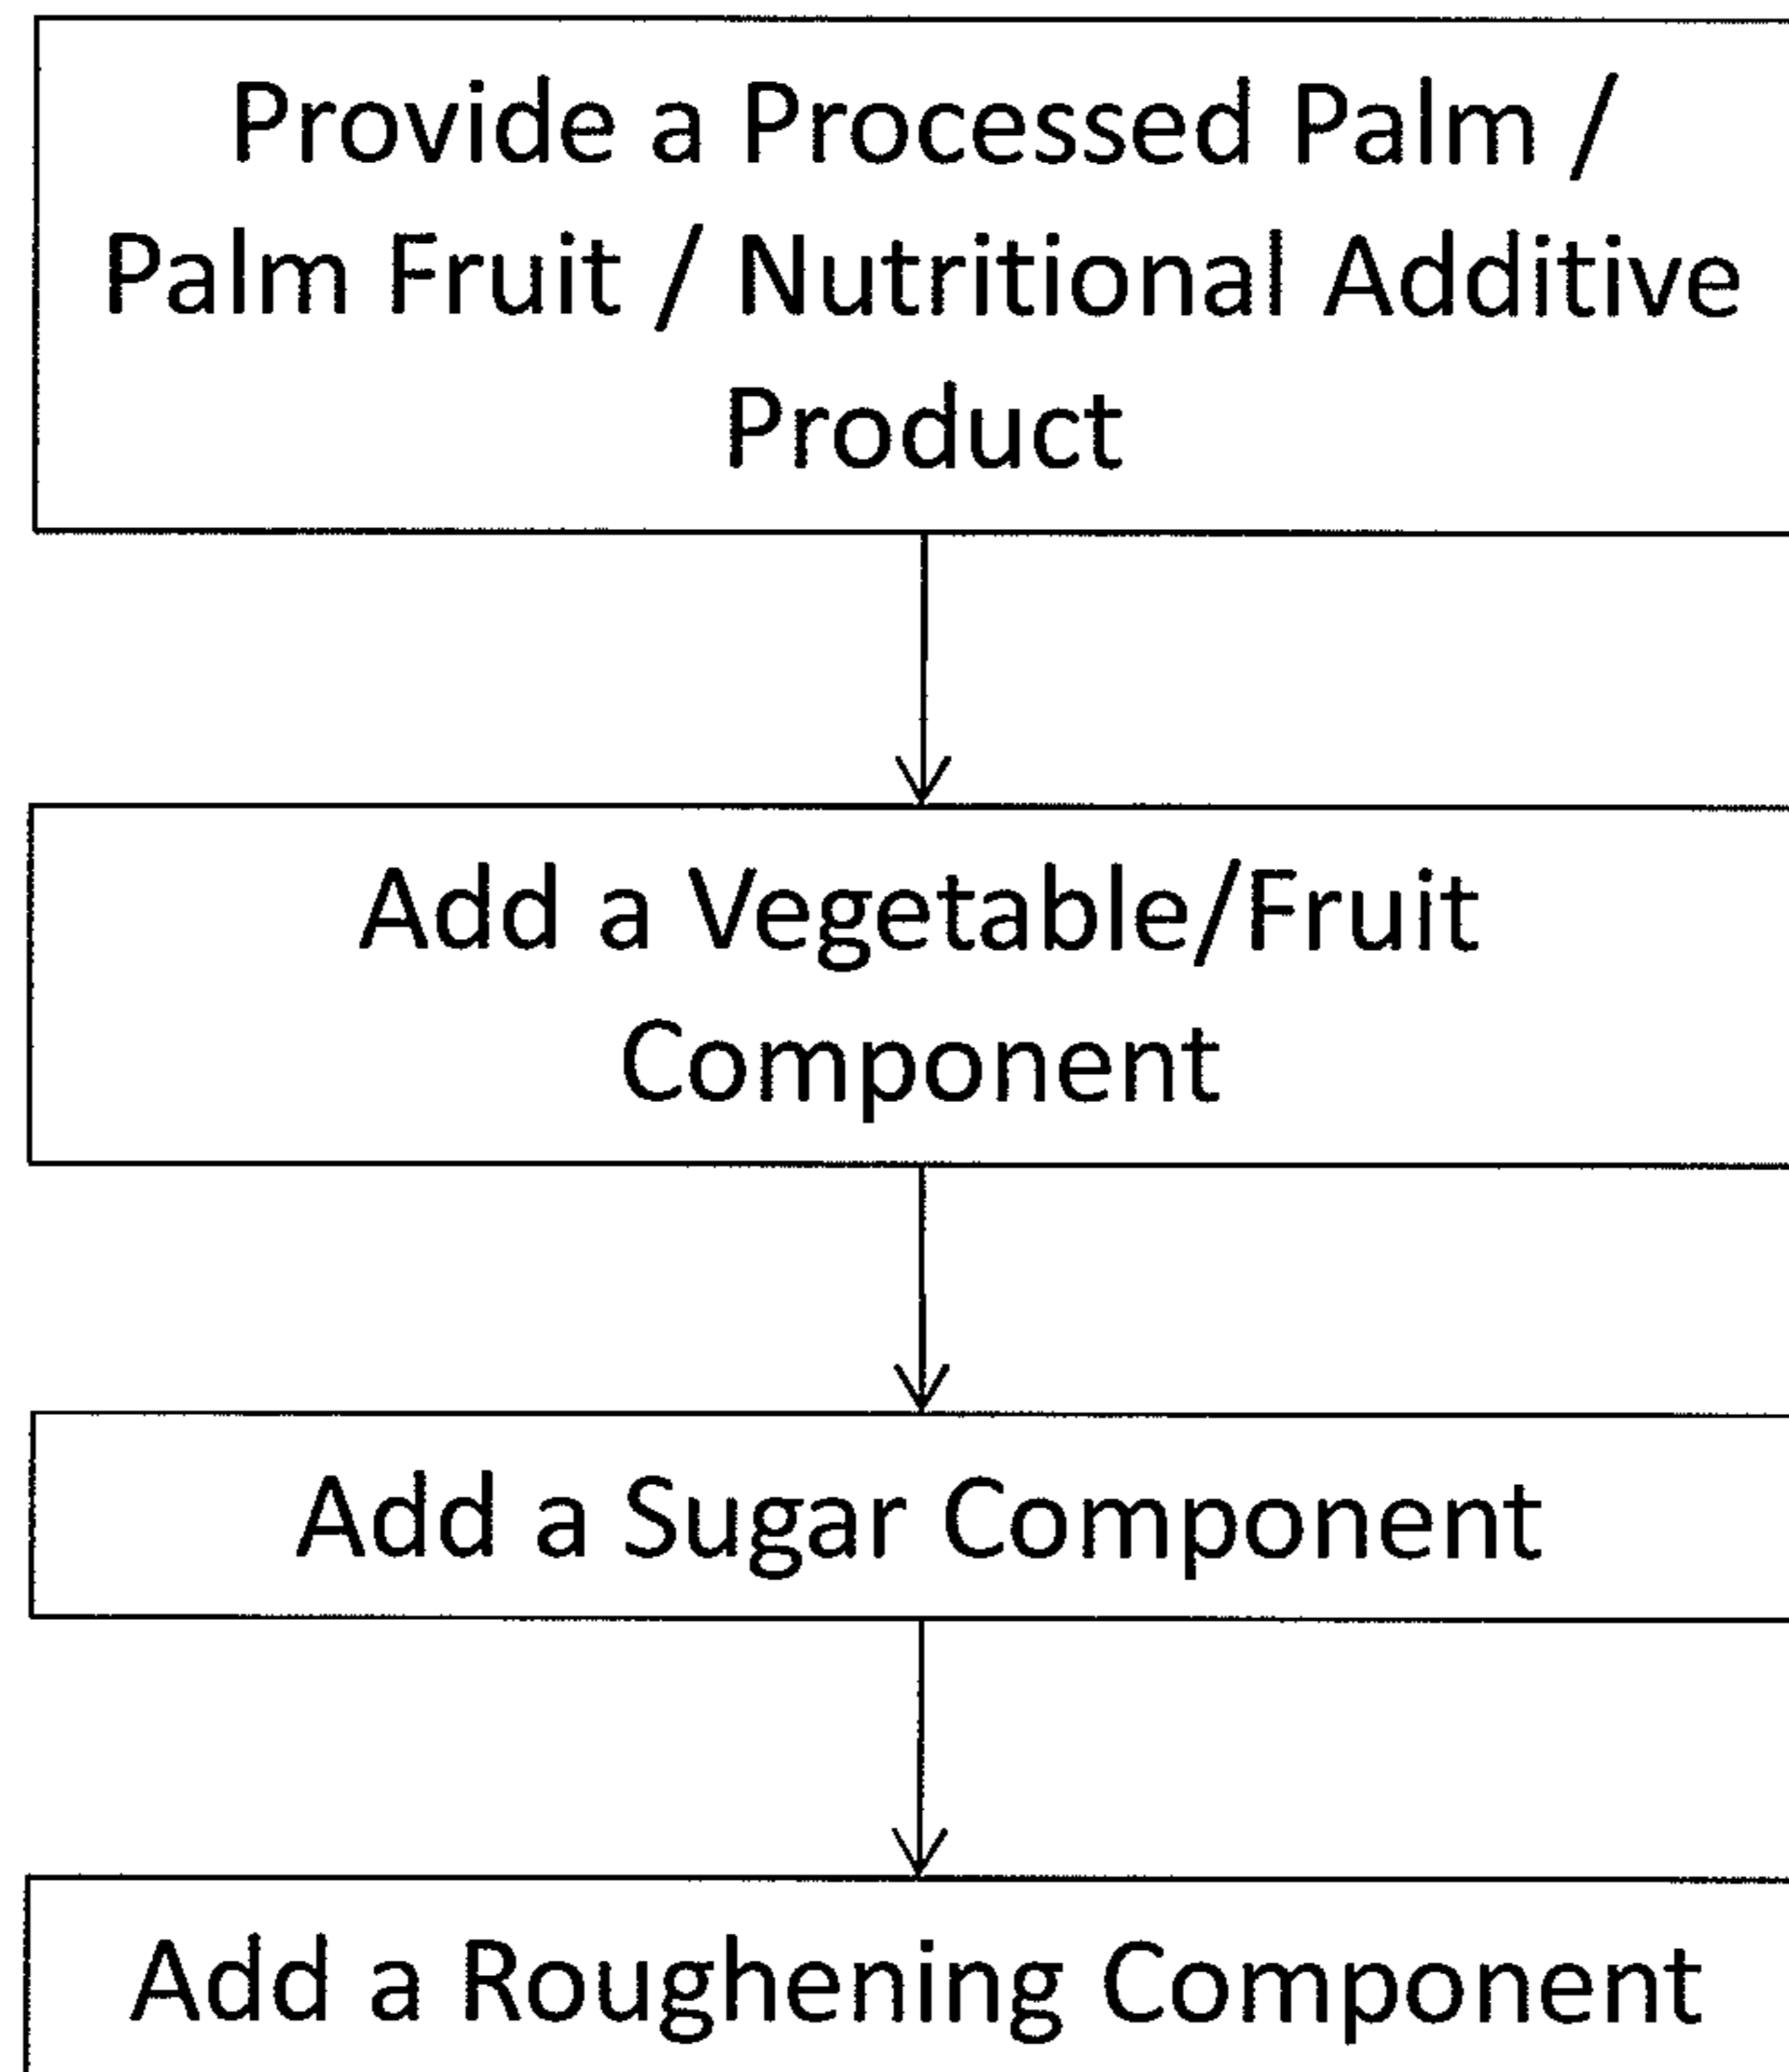 Provide a Processed Palm /
Palm Fruit / Nutritional Additive
Product
Add a Vegetable/Fruit
Component
Add a Sugar Component
Add a Roughening Component